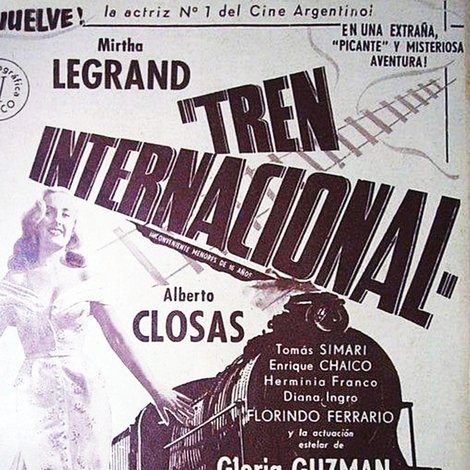 VUELVE! la actriz Nº 1 del Cine Argentino!
Mirtha
LEGRAND
EN UNA EXTRAÑA,
"PICANTE" Y MISTERIOSA
AVENTURA!
"TREN
INTERNACIONAL"
INCONVENIENTE MENORES DE 16 AÑOS
Alberto
CLOSAS
Tomás SIMARI
Enrique CHAICO
Herminia Franco
Diana Ingro
FLORINDO FERRARIO
y la actuación
estelar de
Gloria GUZMAN